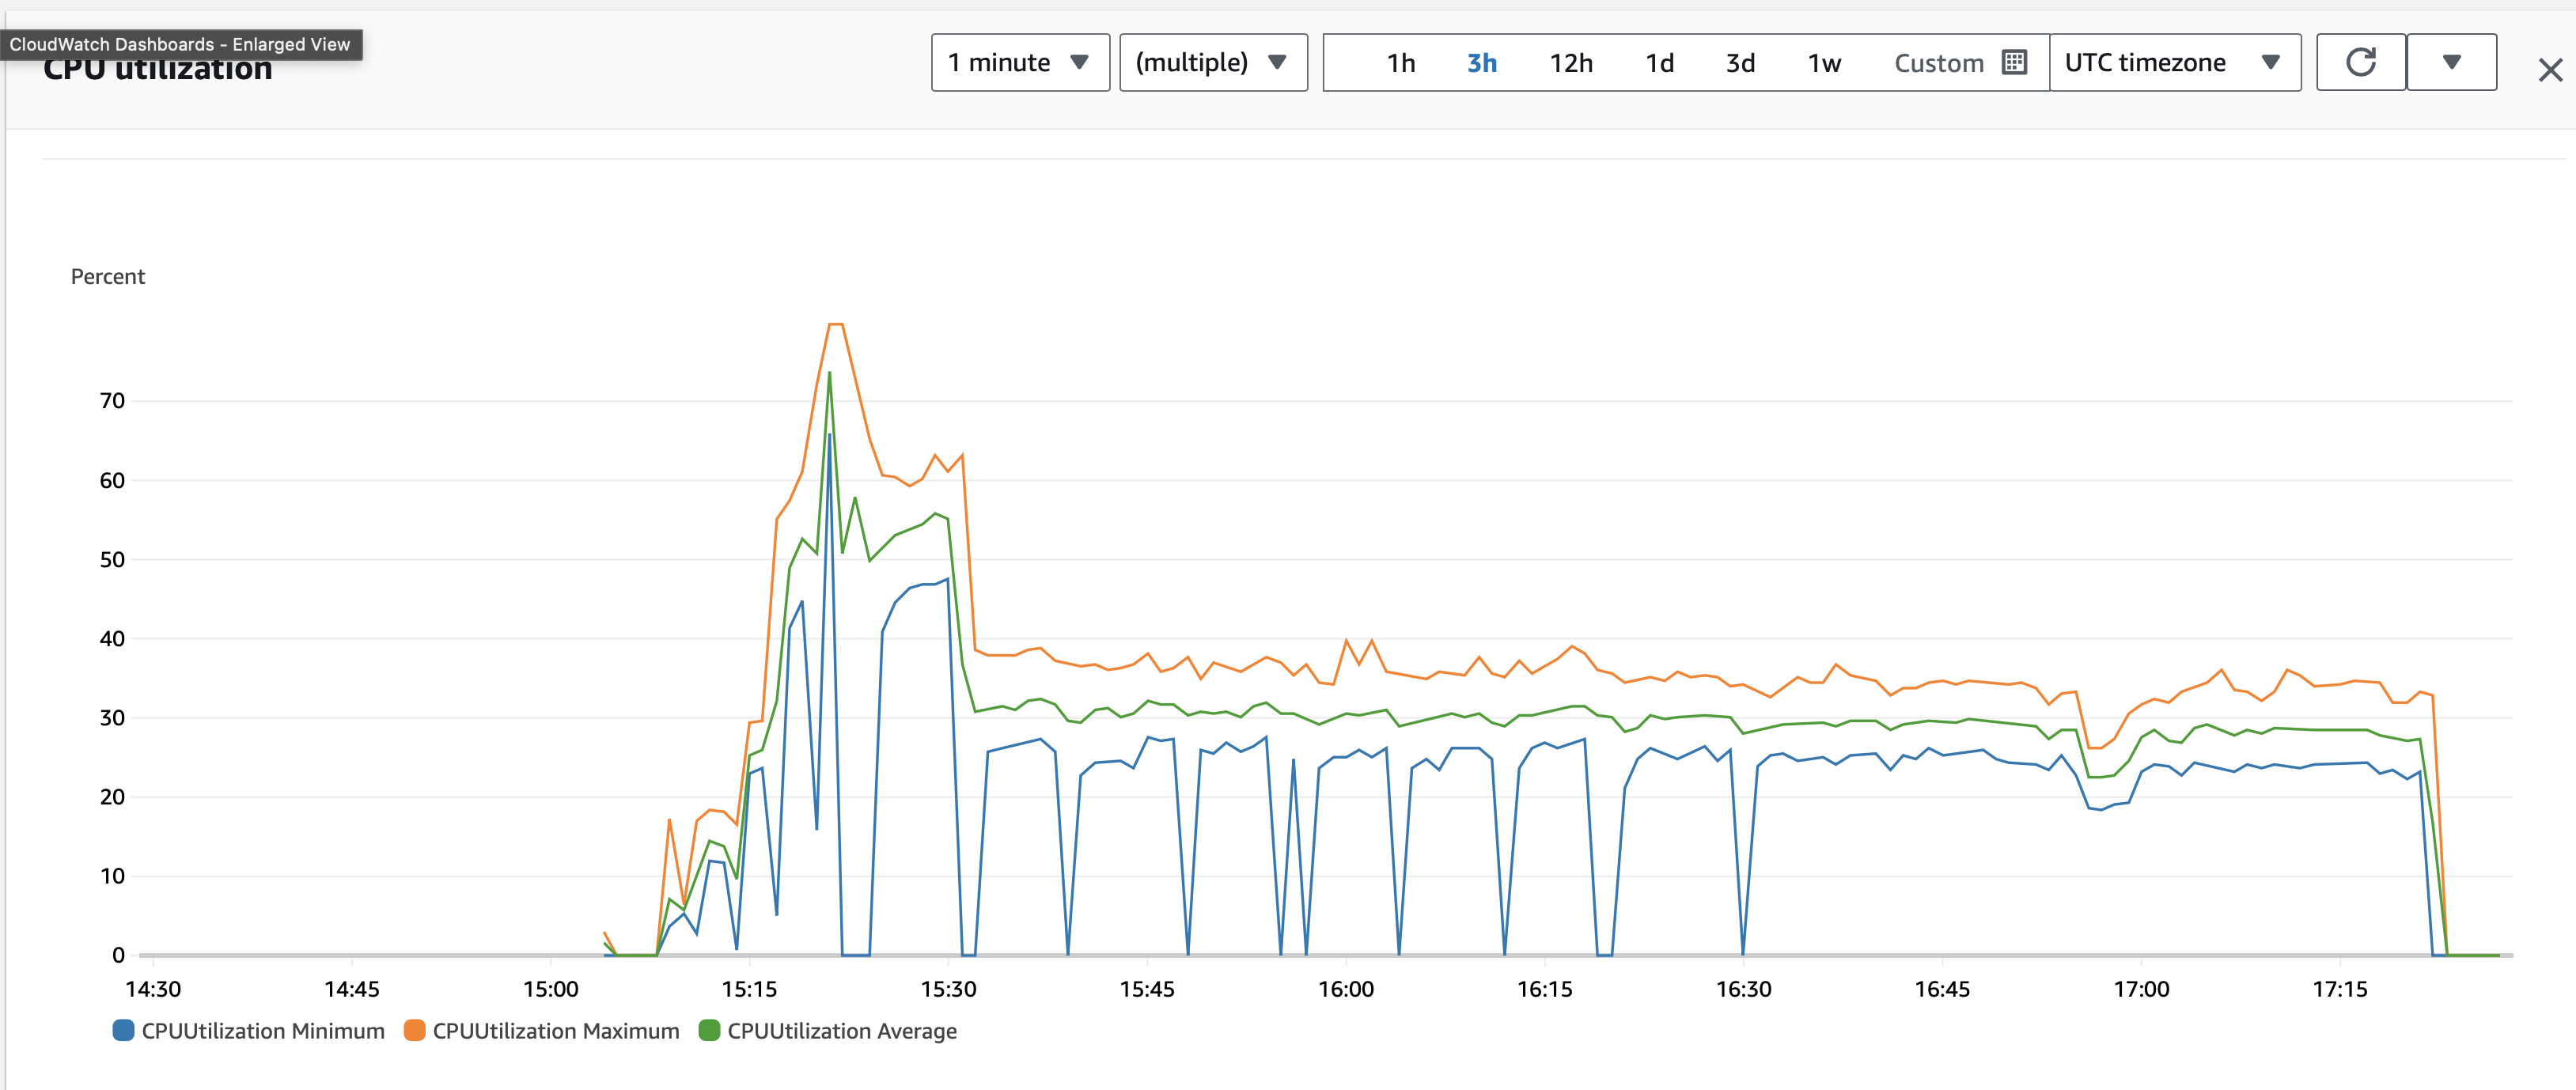 CloudWatch Dashboards - Enlarged View
CPU utilization
1 minute (multiple) 1h 3h 12h 1d 3d 1w Custom UTC timezone
Percent
70
60
50
40
30
20
10
0
14:30 14:45 15:00 15:15 15:30 15:45 16:00 16:15 16:30 16:45 17:00 17:15
CPUUtilization Minimum CPUUtilization Maximum CPUUtilization Average